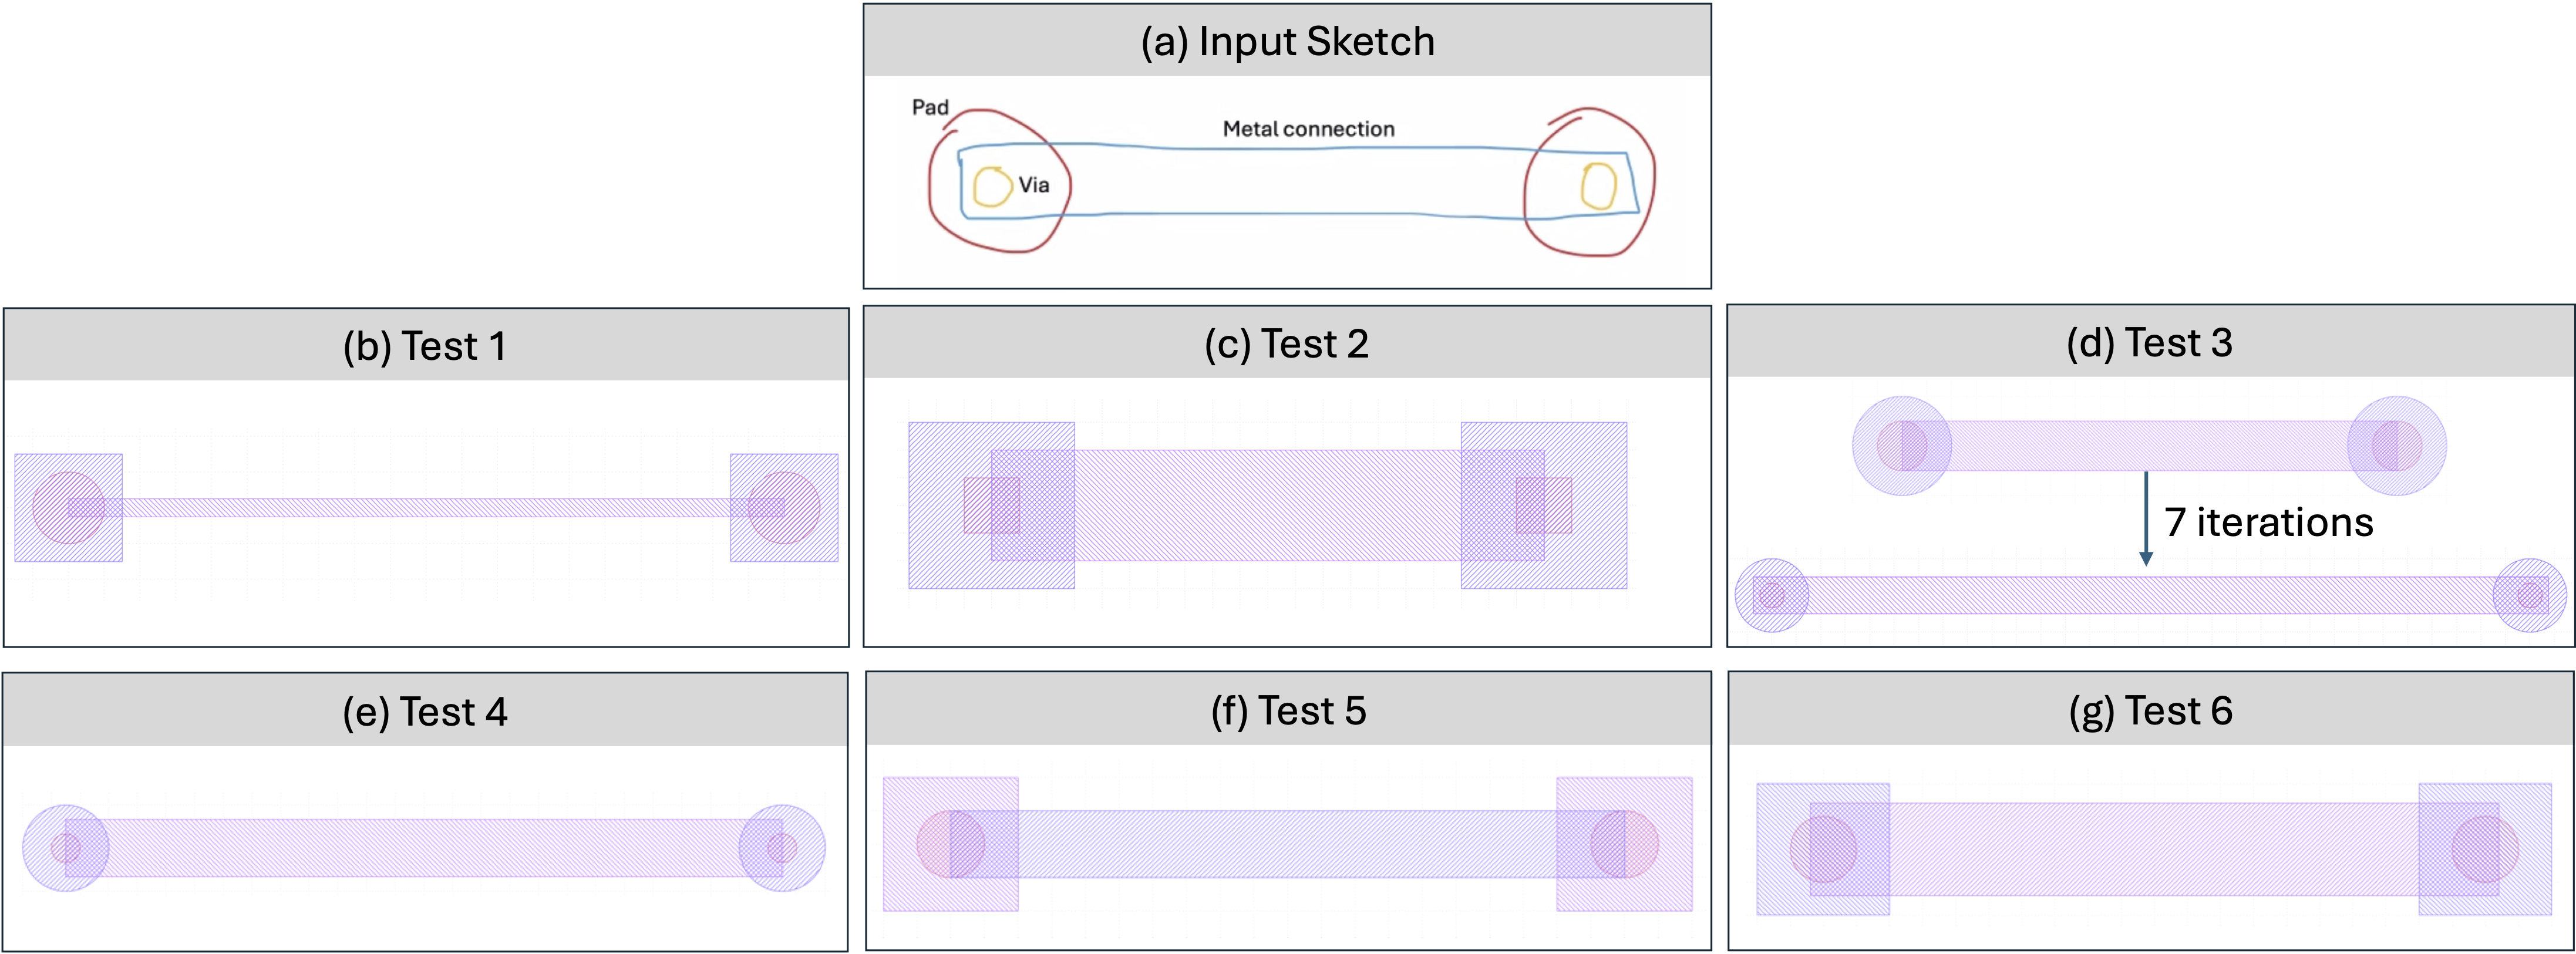 (a) Input Sketch
Pad
Metal connection
Via
(b) Test 1
(c) Test 2
(d) Test 3
7 iterations
(e) Test 4
(f) Test 5
(g) Test 6